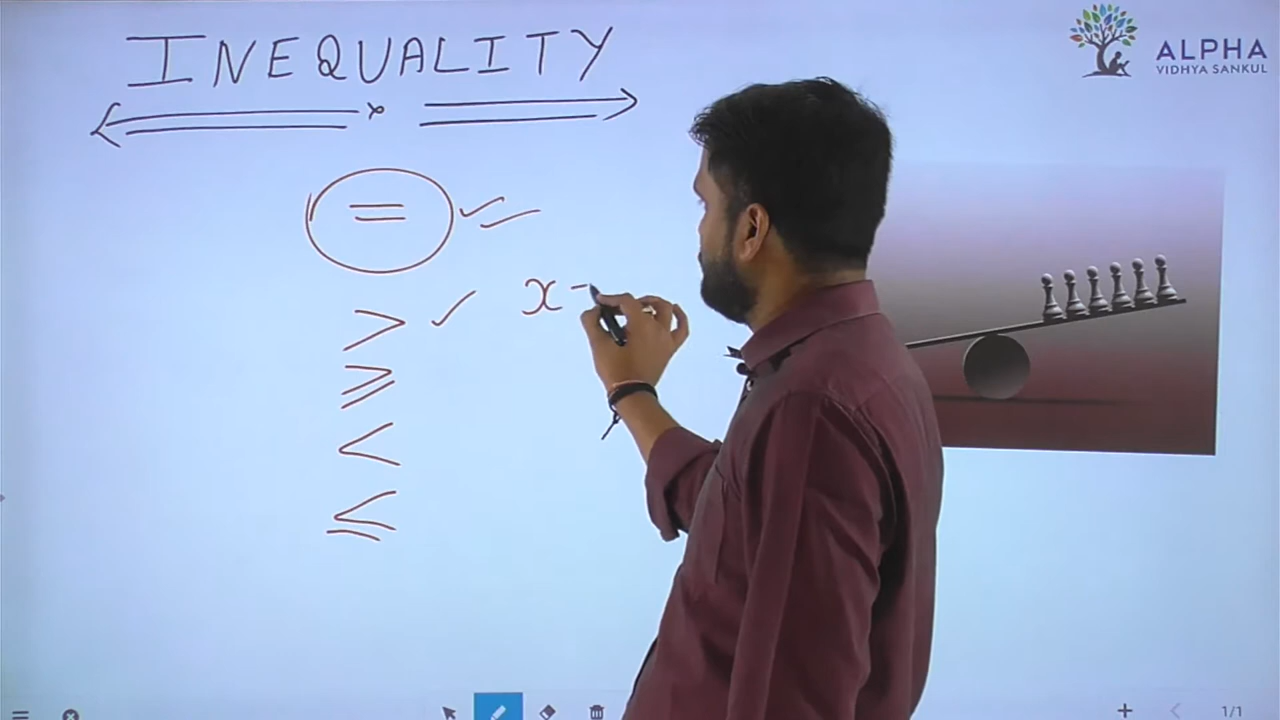 INEQUALITY
ALPHA
VIDHYA SANKUL
=
>
x -
≥
<
≤
1/1